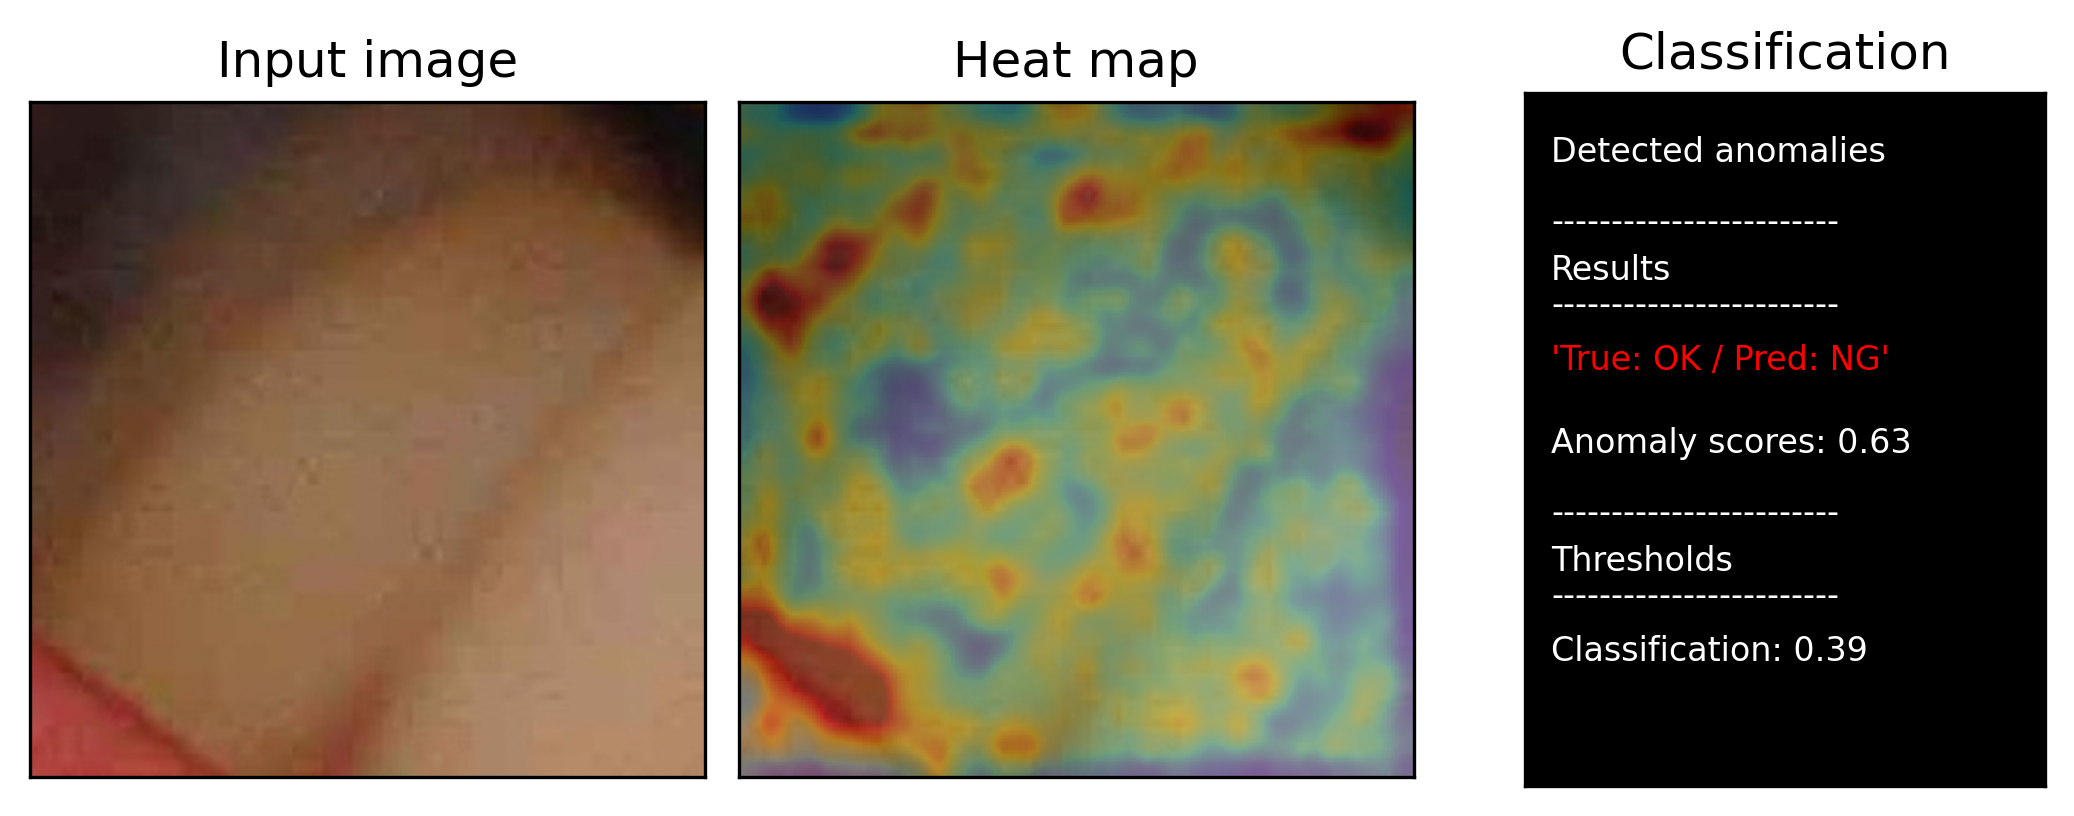 Input image
Heat map
Classification
Detected anomalies
------------------------
Results
------------------------
'True: OK / Pred: NG'
Anomaly scores: 0.63
------------------------
Thresholds
------------------------
Classification: 0.39